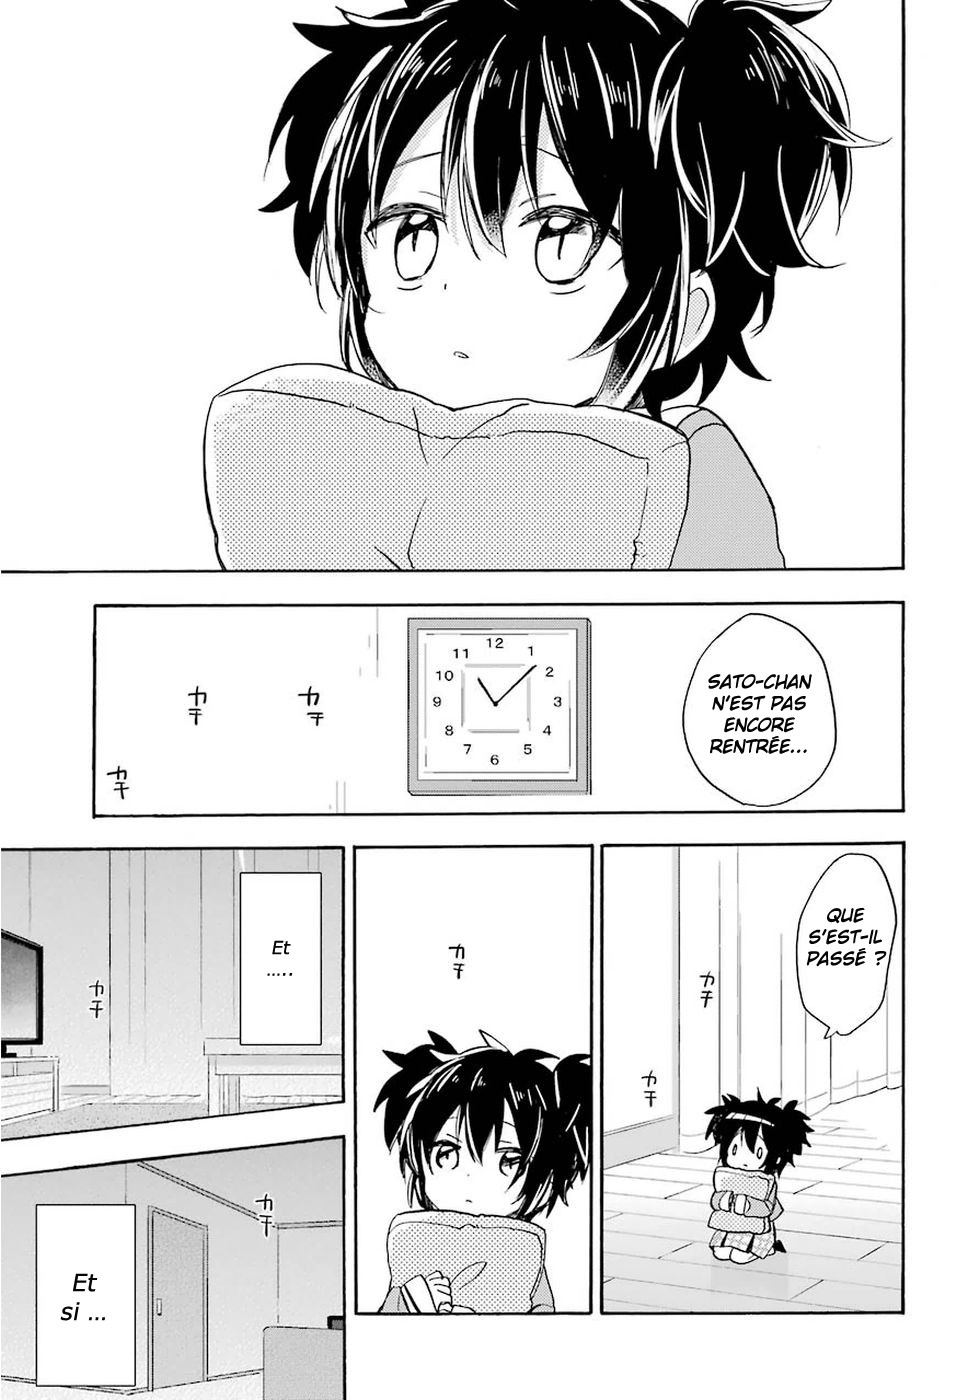 SATO-CHAN
N'EST PAS
ENCORE
RENTRÉE...
12
1
2
3
4
5
6
7
8
9
10
11
カチ
カチ
カチ
QUE
S'EST-IL
PASSÉ ?
カチ
カチ
カチ
Et
.....
カチ
Et
si ...
カチ